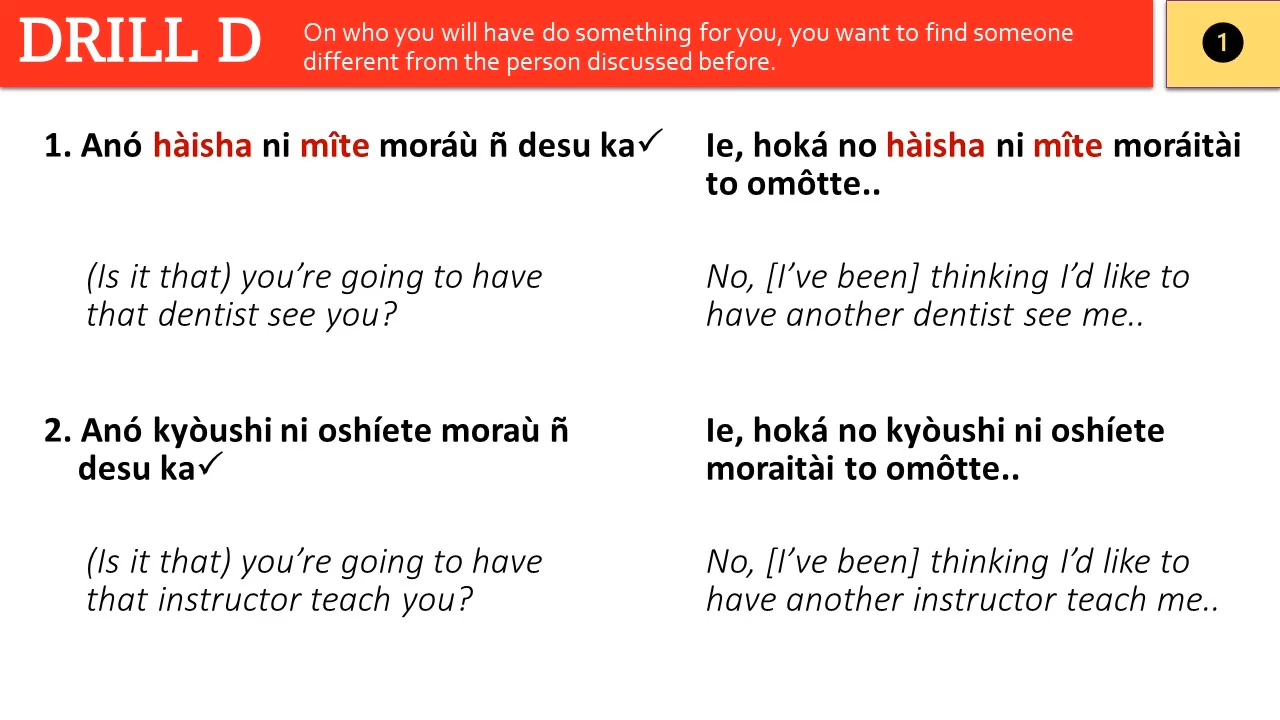 DRILL D
On who you will have do something for you, you want to find someone
different from the person discussed before.
1
1. Anó hàisha ni mîte moráù ñ desu ka✓
Ie, hoká no hàisha ni mîte moráitài
to omôtte..
(Is it that) you’re going to have
that dentist see you?
No, [I’ve been] thinking I’d like to
have another dentist see me..
2. Anó kyòushi ni oshíete moraù ñ
desu ka✓
Ie, hoká no kyòushi ni oshíete
moraitài to omôtte..
(Is it that) you’re going to have
that instructor teach you?
No, [I’ve been] thinking I’d like to
have another instructor teach me..